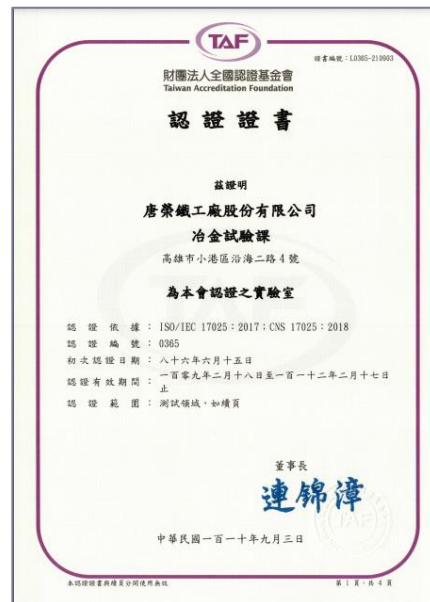 TAF
證書編號：L0365-210903
財團法人全國認證基金會
Taiwan Accreditation Foundation
認證證書
茲證明
唐榮鐵工廠股份有限公司
冶金試驗課
高雄市小港區沿海二路4號
為本會認證之實驗室
認證依據：ISO/IEC 17025：2017；CNS 17025：2018
認證編號：0365
初次認證日期：八十六年六月十五日
認證有效期間：一百零九年二月十八日至一百一十二年二月十七日
止
認證範圍：測試領域，如續頁
董事長
連錦漳
TAF
中華民國一百一十年九月三日
本認證證書與續頁分開使用無效
第1頁，共4頁